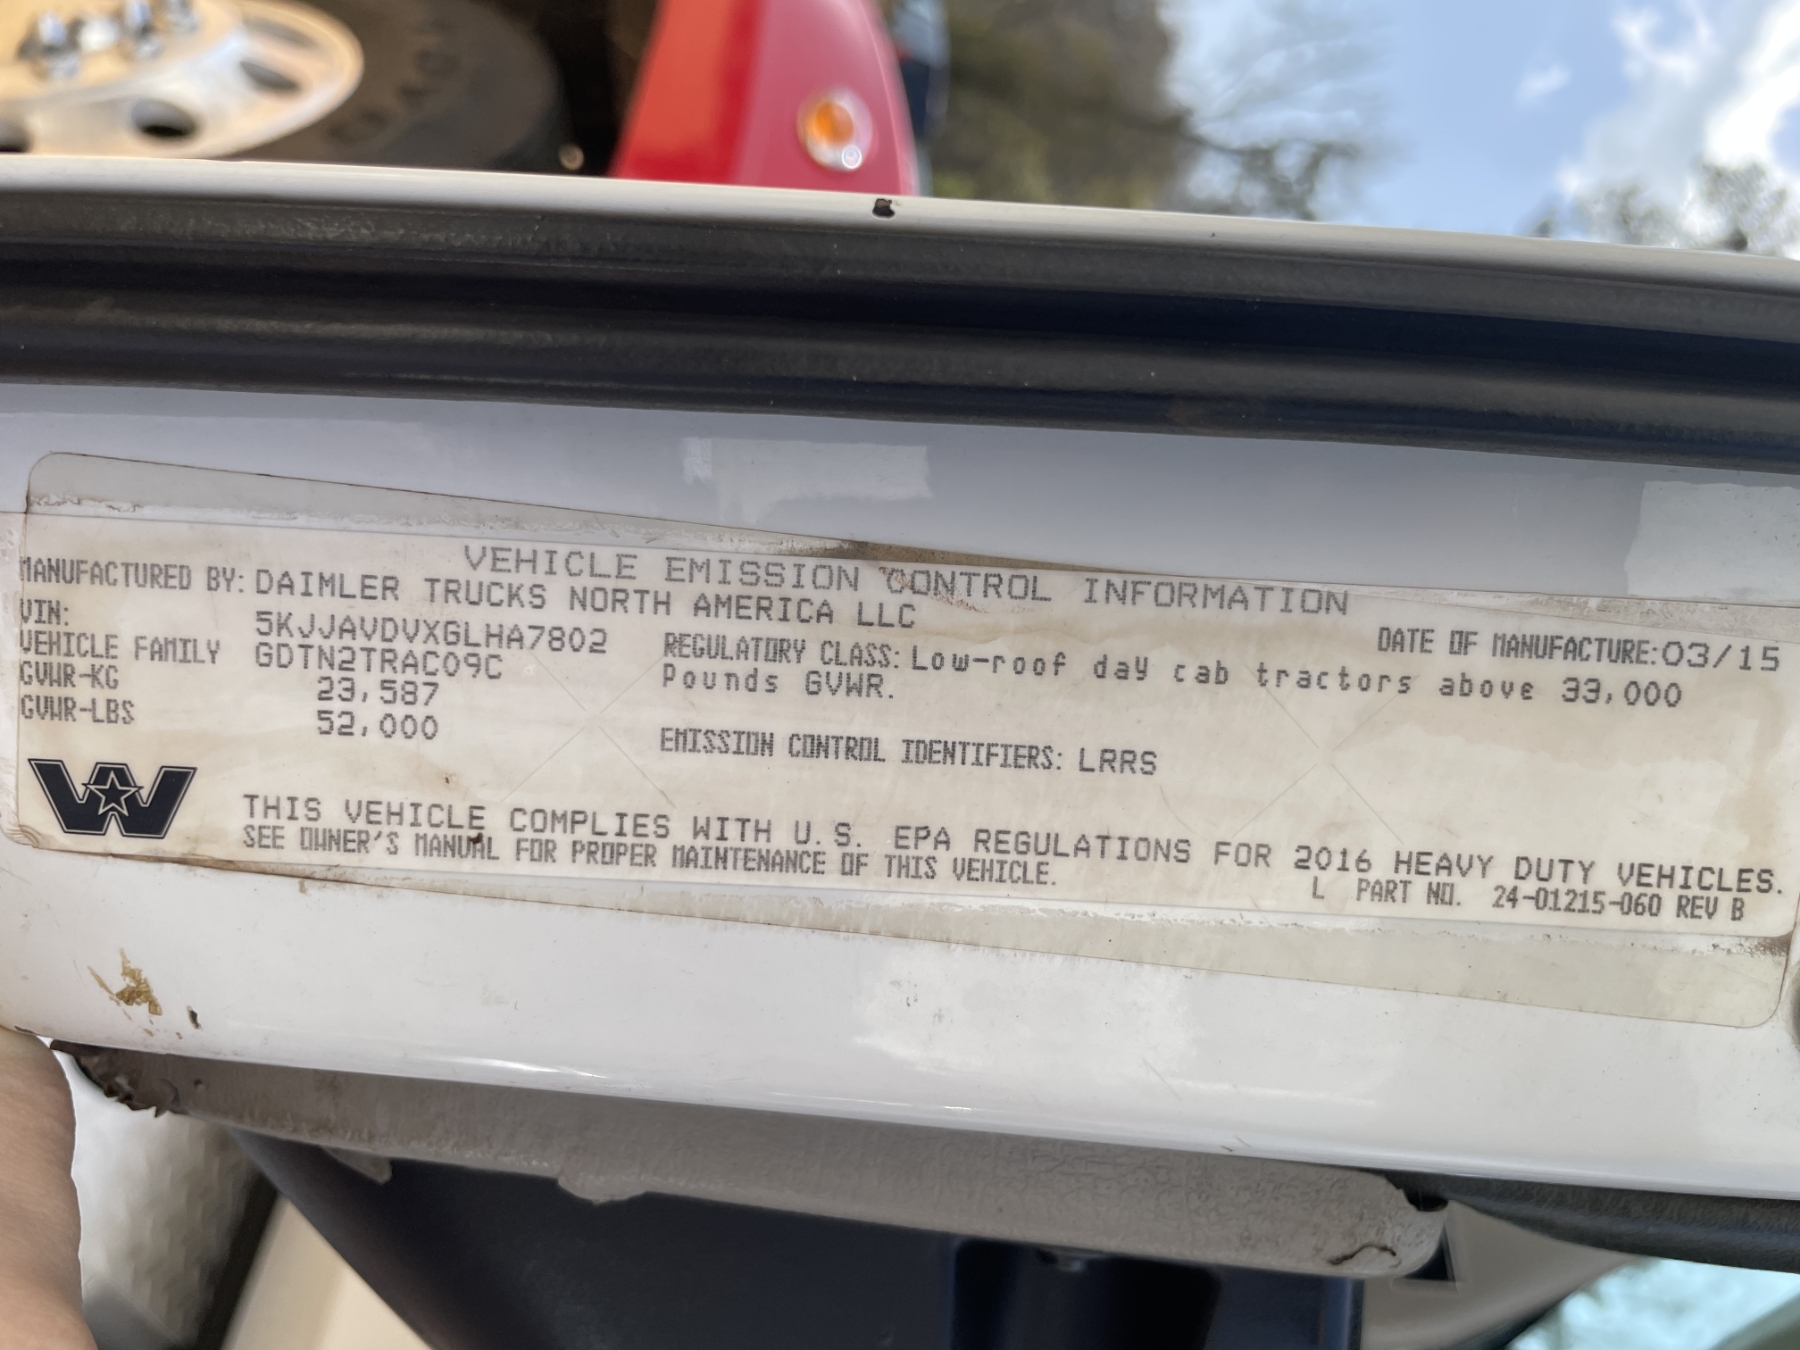 VEHICLE EMISSION CONTROL INFORMATION
MANUFACTURED BY: DAIMLER TRUCKS NORTH AMERICA LLC
DATE OF MANUFACTURE: 03/15
VIN: 5KJJAVDVXGLHA7802
REGULATORY CLASS: Low-roof day cab tractors above 33,000
Pounds GVWR.
VEHICLE FAMILY GDTN2TRAC09C
GVWR-KG 23,587
GVWR-LBS 52,000
EMISSION CONTROL IDENTIFIERS: LRRS
THIS VEHICLE COMPLIES WITH U.S. EPA REGULATIONS FOR 2016 HEAVY DUTY VEHICLES.
SEE OWNER'S MANUAL FOR PROPER MAINTENANCE OF THIS VEHICLE.
L PART NO. 24-01215-060 REV B